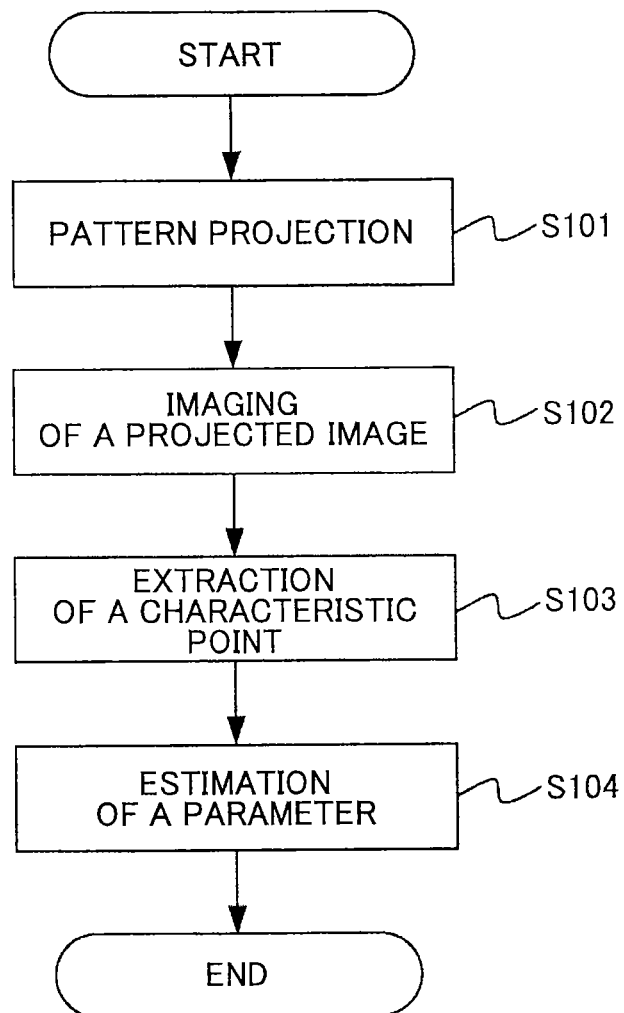 START
PATTERN PROJECTION
S101
IMAGING
OF A PROJECTED IMAGE
S102
EXTRACTION
OF A CHARACTERISTIC
POINT
S103
ESTIMATION
OF A PARAMETER
S104
END